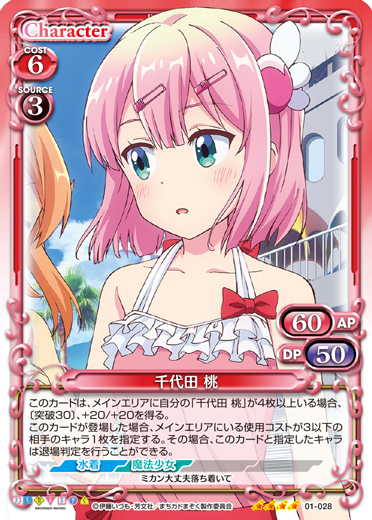 Character
COST
6
SOURCE
3
60 AP
DP 50
千代田 桃
このカードは、メインエリアに自分の「千代田 桃」が4枚以上いる場合、
[突破30]、+20/+20を得る。
このカードが登場した場合、メインエリアにいる使用コストが3以下の
相手のキャラ1枚を指定する。その場合、このカードと指定したキャラ
は退場判定を行うことができる。
水着 魔法少女
ミカン大丈夫落ち着いて
©伊藤いづも・芳文社/まちカドまぞく製作委員会 01-028